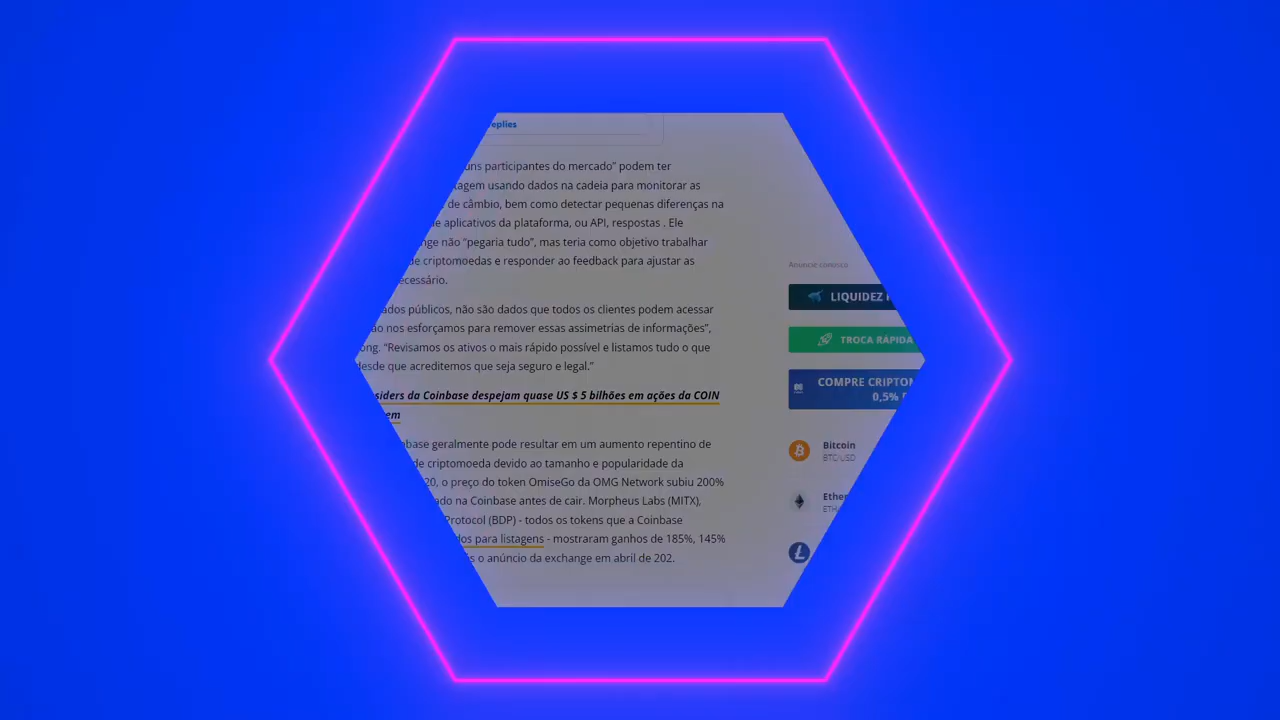 replies
uns participantes do mercado” podem ter
tagem usando dados na cadeia para monitorar as
de câmbio, bem como detectar pequenas diferenças na
e aplicativos da plataforma, ou API, respostas . Ele
nge não “pegaria tudo”, mas teria como objetivo trabalhar
de criptomoedas e responder ao feedback para ajustar as
ecessário.
ados públicos, não são dados que todos os clientes podem acessar
ão nos esforçamos para remover essas assimetrias de informações”,
ong. “Revisamos os ativos o mais rápido possível e listamos tudo o que
desde que acreditemos que seja seguro e legal.”
siders da Coinbase despejam quase US $ 5 bilhões em ações da COIN
em
base geralmente pode resultar em um aumento repentino de
de criptomoeda devido ao tamanho e popularidade da
20, o preço do token OmiseGo da OMG Network subiu 200%
ado na Coinbase antes de cair. Morpheus Labs (MITX),
Protocol (BDP) - todos os tokens que a Coinbase
dos para listagens - mostraram ganhos de 185%, 145%
s o anúncio da exchange em abril de 202.
Anuncie conosco
LIQUIDEZ
TROCA RÁPIDA
COMPRE CRIPTOM
0,5%
Bitcoin
BTC/USD
Ether
ETH